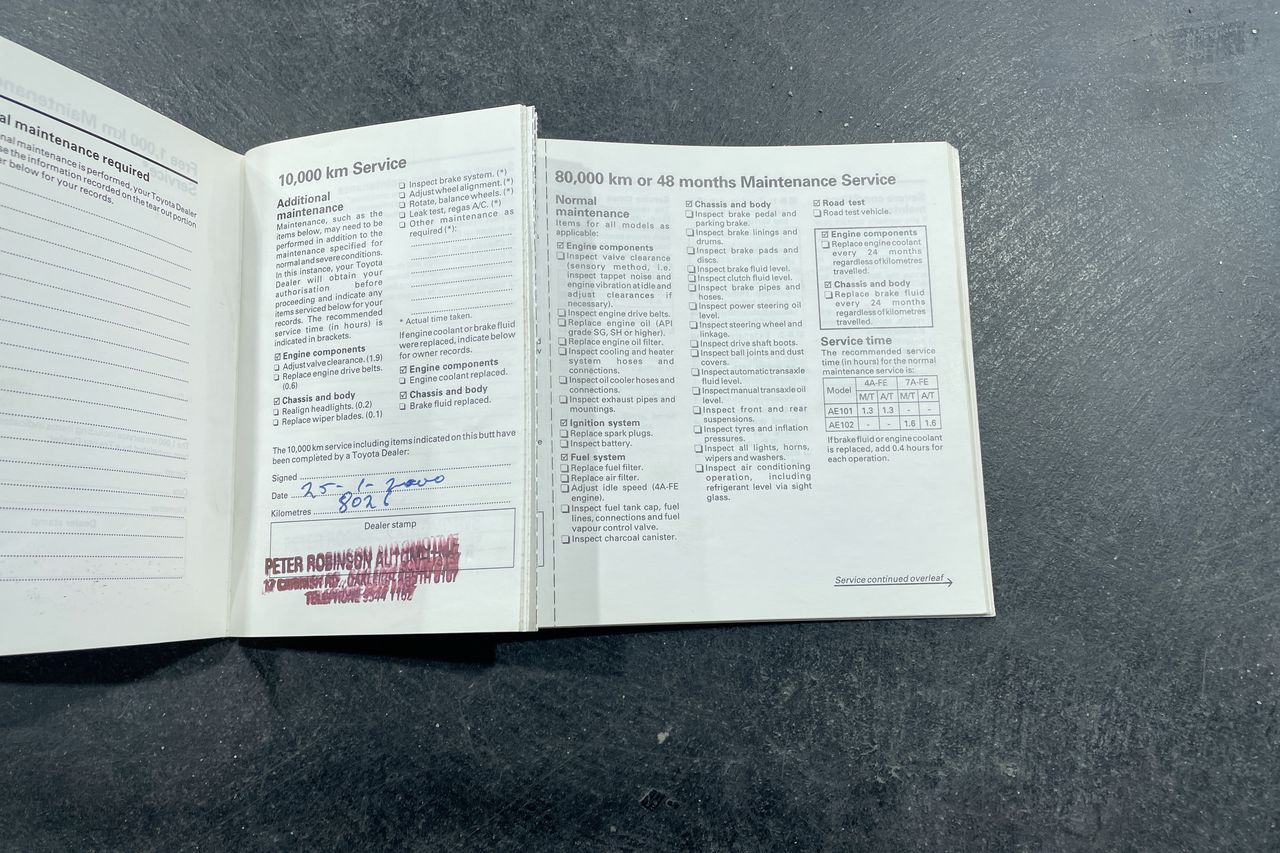 al maintenance required
nal maintenance is performed, your Toyota Dealer
se the information recorded on the tear out portion
er below for your records.
10,000 km Service
Additional
maintenance
Maintenance, such as the
items below, may need to be
performed in addition to the
maintenance specified for
normal and severe conditions.
In this instance, your Toyota
Dealer will obtain your
authorisation before
proceeding and indicate any
items serviced below for your
records. The recommended
service time (in hours) is
indicated in brackets.
Engine components
Adjust valve clearance. (1.9)
Replace engine drive belts.
(0.6)
Chassis and body
Realign headlights. (0.2)
Replace wiper blades. (0.1)
Inspect brake system. (*)
Adjust wheel alignment. (*)
Rotate, balance wheels. (*)
Leak test, regas A/C. (*)
Other maintenance as
required (*):
* Actual time taken.
If engine coolant or brake fluid
were replaced, indicate below
for owner records.
Engine components
Engine coolant replaced.
Chassis and body
Brake fluid replaced.
The 10,000 km service including items indicated on this butt have
been completed by a Toyota Dealer:
Signed
Date 25-1-2000
Kilometres 8026
Dealer stamp
PETER ROBINSON AUTOMOTIVE
TELEPHONE 9544 1162
80,000 km or 48 months Maintenance Service
Normal
maintenance
Items for all models as
applicable:
Engine components
Inspect valve clearance
(sensory method, i.e.
inspect tappet noise and
engine vibration at idle and
adjust clearances if
necessary).
Inspect engine drive belts.
Replace engine oil (API
grade SG, SH or higher).
Replace engine oil filter.
Inspect cooling and heater
system hoses and
connections.
Inspect oil cooler hoses and
connections.
Inspect exhaust pipes and
mountings.
Ignition system
Replace spark plugs.
Inspect battery.
Fuel system
Replace fuel filter.
Replace air filter.
Adjust idle speed (4A-FE
engine).
Inspect fuel tank cap, fuel
lines, connections and fuel
vapour control valve.
Inspect charcoal canister.
Chassis and body
Inspect brake pedal and
parking brake.
Inspect brake linings and
drums.
Inspect brake pads and
discs.
Inspect brake fluid level.
Inspect clutch fluid level.
Inspect brake pipes and
hoses.
Inspect power steering oil
level.
Inspect steering wheel and
linkage.
Inspect drive shaft boots.
Inspect ball joints and dust
covers.
Inspect automatic transaxle
fluid level.
Inspect manual transaxle oil
level.
Inspect front and rear
suspensions.
Inspect tyres and inflation
pressures.
Inspect all lights, horns,
wipers and washers.
Inspect air conditioning
operation, including
refrigerant level via sight
glass.
Road test
Road test vehicle.
Engine components
Replace engine coolant
every 24 months
regardless of kilometres
travelled.
Chassis and body
Replace brake fluid
every 24 months
regardless of kilometres
travelled.
Service time
The recommended service
time (in hours) for the normal
maintenance service is:
Model 4A-FE 7A-FE
M/T A/T M/T A/T
AE101 1.3 1.3 - -
AE102 - - 1.6 1.6
If brake fluid or engine coolant
is replaced, add 0.4 hours for
each operation.
Service continued overleaf